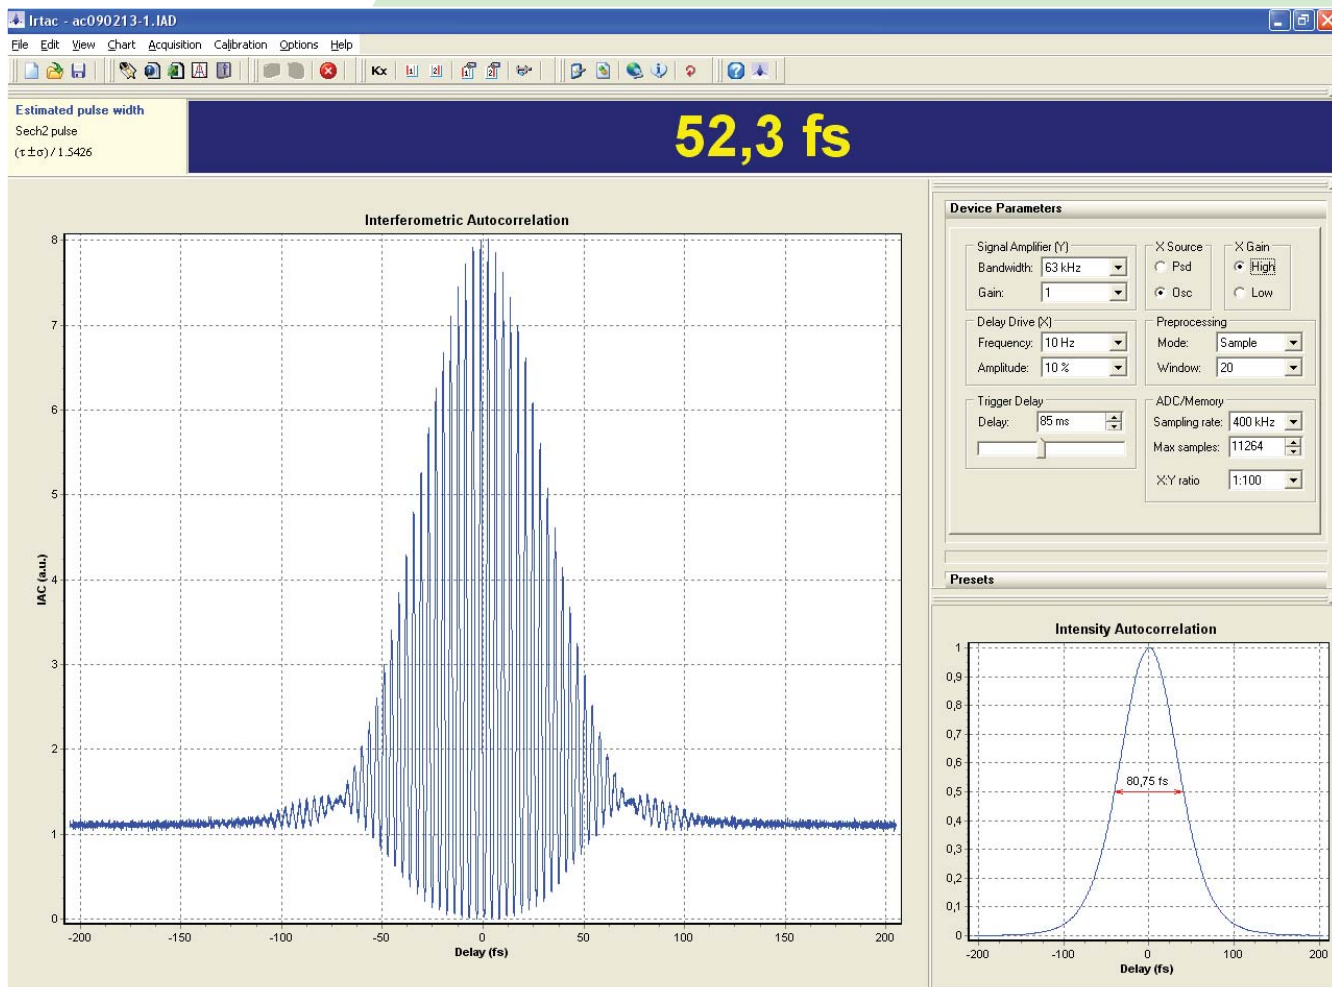 Irtac - ac090213-1.IAD
File Edit View Chart Acquisition Calibration Options Help
Kx
Estimated pulse width
Sech2 pulse
(τ±σ) / 1.5426
52,3 fs
Interferometric Autocorrelation
8
7
6
5
4
3
2
1
0
IAC (a.u.)
-200 -150 -100 -50 0 50 100 150 200
Delay (fs)
Device Parameters
Signal Amplifier (Y)
Bandwidth: 63 kHz
Gain: 1
X Source
Psd
Osc
X Gain
High
Low
Delay Drive (X)
Frequency: 10 Hz
Amplitude: 10 %
Preprocessing
Mode: Sample
Window: 20
Trigger Delay
Delay: 85 ms
ADC/Memory
Sampling rate: 400 kHz
Max samples: 11264
X:Y ratio 1:100
Presets
Intensity Autocorrelation
1
0,9
0,8
0,7
0,6
80,75 fs
0,5
0,4
0,3
0,2
0,1
0
-200 -100 0 100 200
Delay (fs)